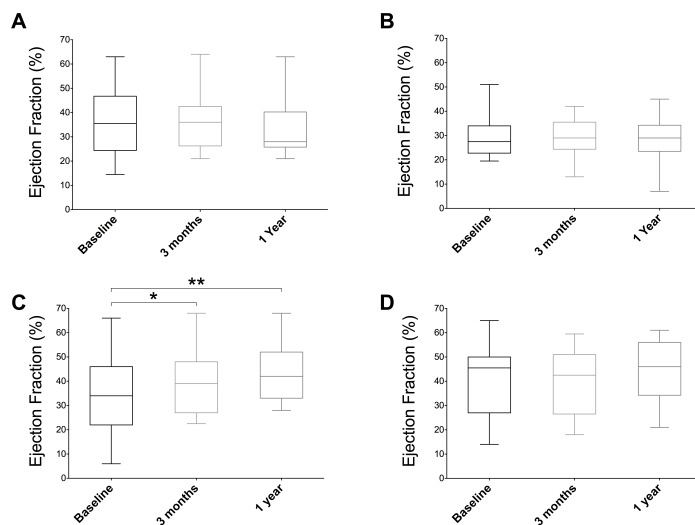 A
Ejection Fraction (%)
70
60
50
40
30
20
10
0
Baseline
3 months
1 Year
B
Ejection Fraction (%)
70
60
50
40
30
20
10
0
Baseline
3 months
1 Year
C
Ejection Fraction (%)
**
*
70
60
50
40
30
20
10
0
Baseline
3 months
1 year
D
Ejection Fraction (%)
70
60
50
40
30
20
10
0
Baseline
3 months
1 year